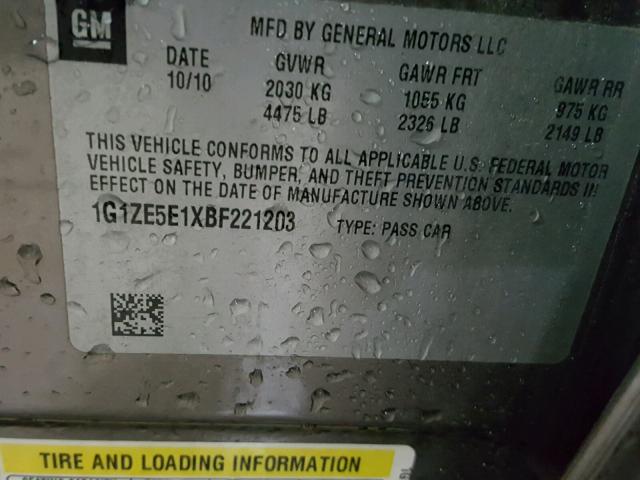 GM
MFD BY GENERAL MOTORS LLC
DATE GVWR GAWR FRT GAWR RR
10/10 2030 KG 1055 KG 975 KG
4475 LB 2326 LB 2149 LB
THIS VEHICLE CONFORMS TO ALL APPLICABLE U.S. FEDERAL MOTOR
VEHICLE SAFETY, BUMPER, AND THEFT PREVENTION STANDARDS IN
EFFECT ON THE DATE OF MANUFACTURE SHOWN ABOVE.
1G1ZE5E1XBF221203 TYPE: PASS CAR
TIRE AND LOADING INFORMATION